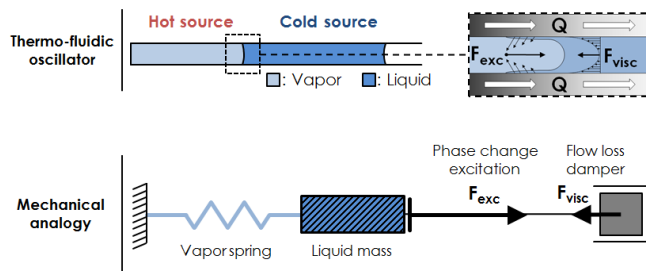 Hot source
Cold source
Thermo-fluidic
oscillator
: Vapor
: Liquid
Q
Fexc
Fvisc
Q
Mechanical
analogy
Vapor spring
Liquid mass
Phase change
excitation
Fexc
Flow loss
damper
Fvisc